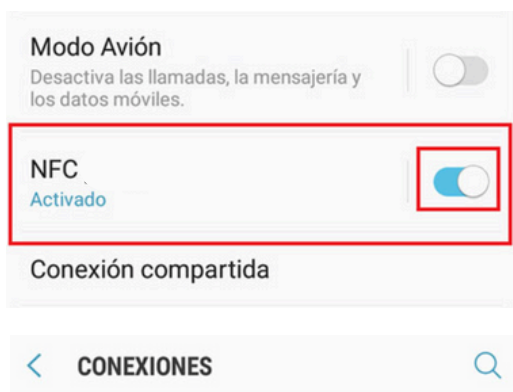 Modo Avión
Desactiva las llamadas, la mensajería y
los datos móviles.
NFC
Activado
Conexión compartida
CONEXIONES